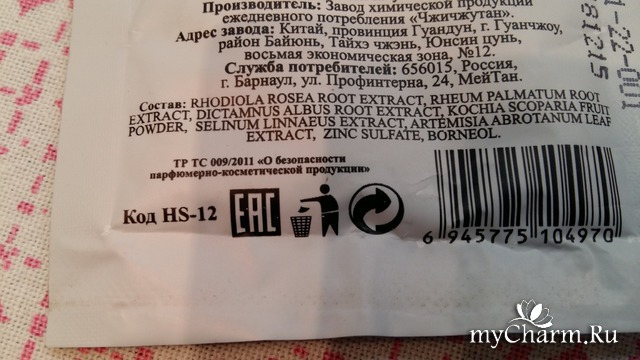 Производитель: Завод химической продукции
ежедневного потребления «Чжичжутан».
Адрес завода: Китай, провинция Гуандун, г. Гуанчжоу,
район Байюнь, Тайхэ чжэнь, Юнсин цунь,
восьмая экономическая зона, №12.
Служба потребителей: 656015, Россия,
г. Барнаул, ул. Профинтерна, 24, МейТан.
Состав: RHODIOLA ROSEA ROOT EXTRACT, RHEUM PALMATUM ROOT
EXTRACT, DICTAMNUS ALBUS ROOT EXTRACT, KOCHIA SCOPARIA FRUIT
POWDER, SELINUM LINNAEUS EXTRACT, ARTEMISIA ABROTANUM LEAF
EXTRACT, ZINC SULFATE, BORNEOL.
ТР ТС 009/2011 «О безопасности
парфюмерно-косметической продукции»
Код HS-12
EAC
6 945775 104970
1-22-001
181215
myCharm.Ru